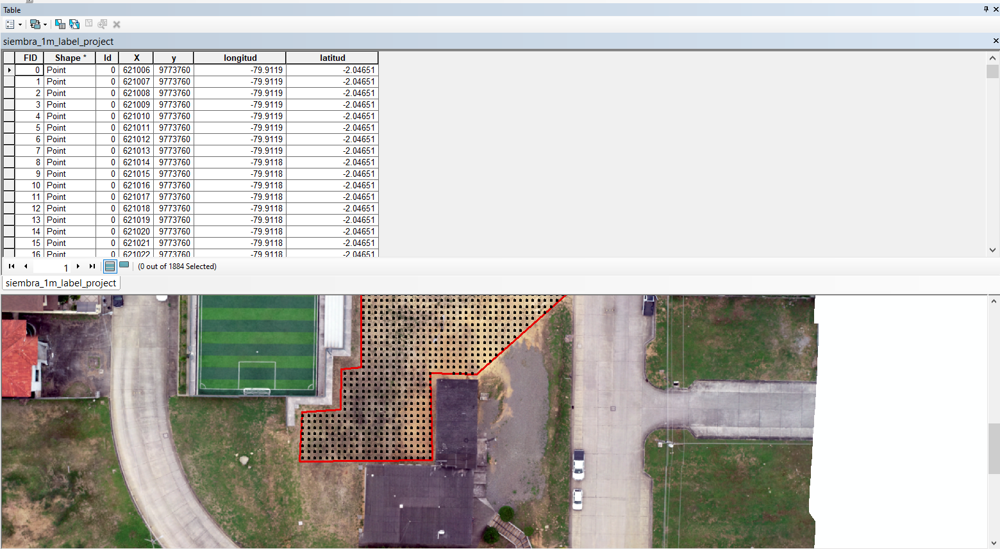 Table
siembra_1m_label_project
FID Shape * Id X y longitud latitud
0 Point 0 621006 9773760 -79.9119 -2.04651
1 Point 0 621007 9773760 -79.9119 -2.04651
2 Point 0 621008 9773760 -79.9119 -2.04651
3 Point 0 621009 9773760 -79.9119 -2.04651
4 Point 0 621010 9773760 -79.9119 -2.04651
5 Point 0 621011 9773760 -79.9119 -2.04651
6 Point 0 621012 9773760 -79.9119 -2.04651
7 Point 0 621013 9773760 -79.9119 -2.04651
8 Point 0 621014 9773760 -79.9118 -2.04651
9 Point 0 621015 9773760 -79.9118 -2.04651
10 Point 0 621016 9773760 -79.9118 -2.04651
11 Point 0 621017 9773760 -79.9118 -2.04651
12 Point 0 621018 9773760 -79.9118 -2.04651
13 Point 0 621019 9773760 -79.9118 -2.04651
14 Point 0 621020 9773760 -79.9118 -2.04651
15 Point 0 621021 9773760 -79.9118 -2.04651
16 Point 0 621022 9773760 -79.9118 -2.04651
1 (0 out of 1884 Selected)
siembra_1m_label_project